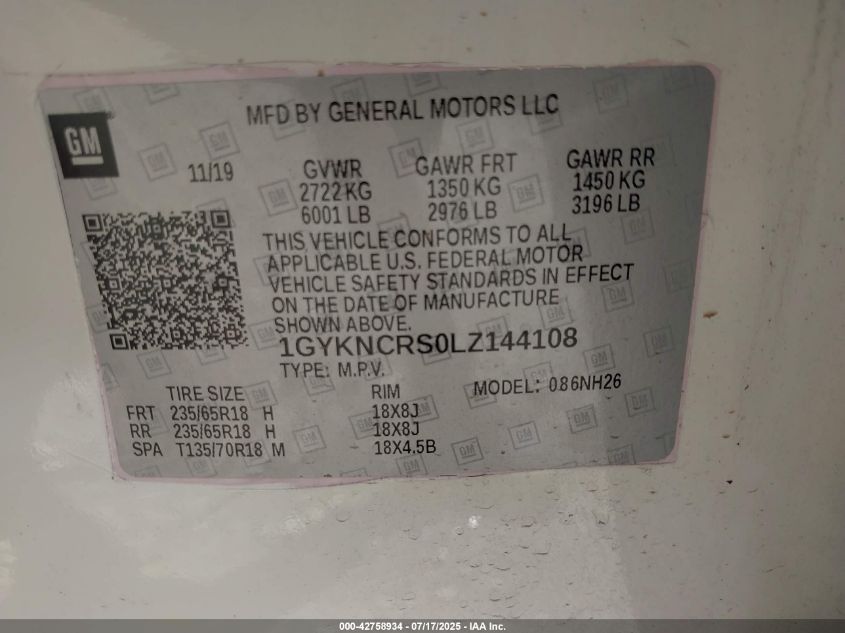 GM
MFD BY GENERAL MOTORS LLC
11/19 GVWR GAWR FRT GAWR RR
2722 KG 1350 KG 1450 KG
6001 LB 2976 LB 3196 LB
THIS VEHICLE CONFORMS TO ALL
APPLICABLE U.S. FEDERAL MOTOR
VEHICLE SAFETY STANDARDS IN EFFECT
ON THE DATE OF MANUFACTURE
SHOWN ABOVE.
1GYKNCRS0LZ144108
TYPE: M.P.V.
MODEL: 086NH26
TIRE SIZE RIM
FRT 235/65R18 H 18X8J
RR 235/65R18 H 18X8J
SPA T135/70R18 M 18X4.5B
000-42758934 - 07/17/2025 - IAA Inc.